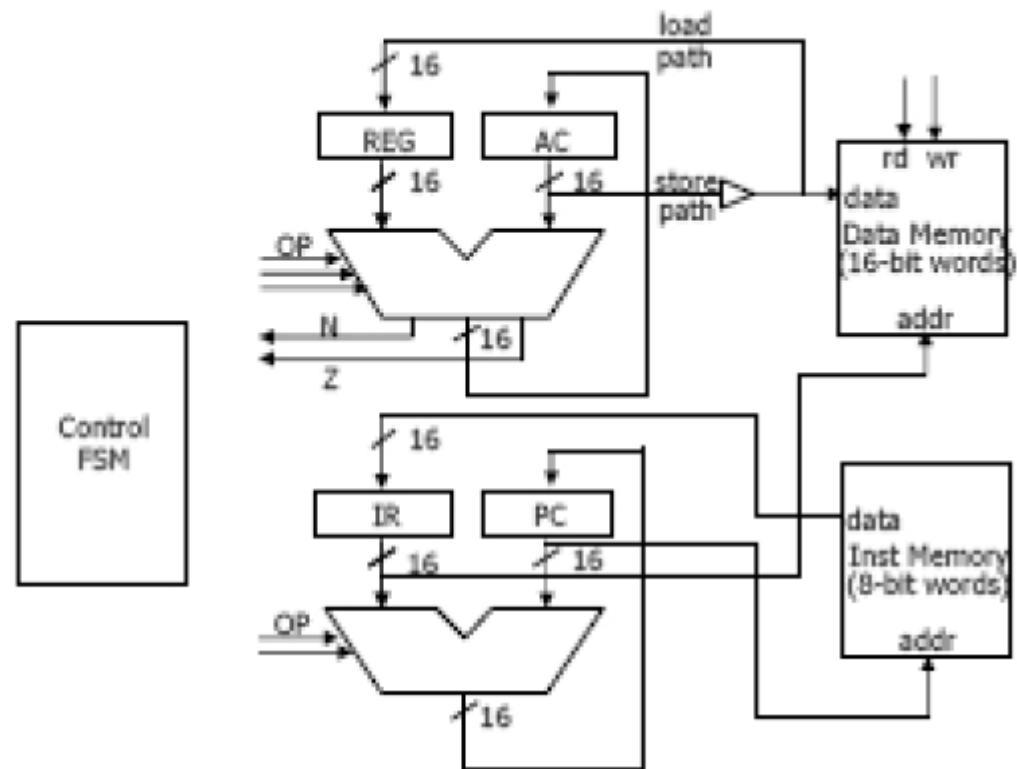 load
path
16
REG
AC
rd wr
16
16
store
path
data
Data Memory
(16-bit words)
OP
addr
N
16
Z
Control
FSM
16
IR
PC
data
16
16
Inst Memory
(8-bit words)
OP
addr
16